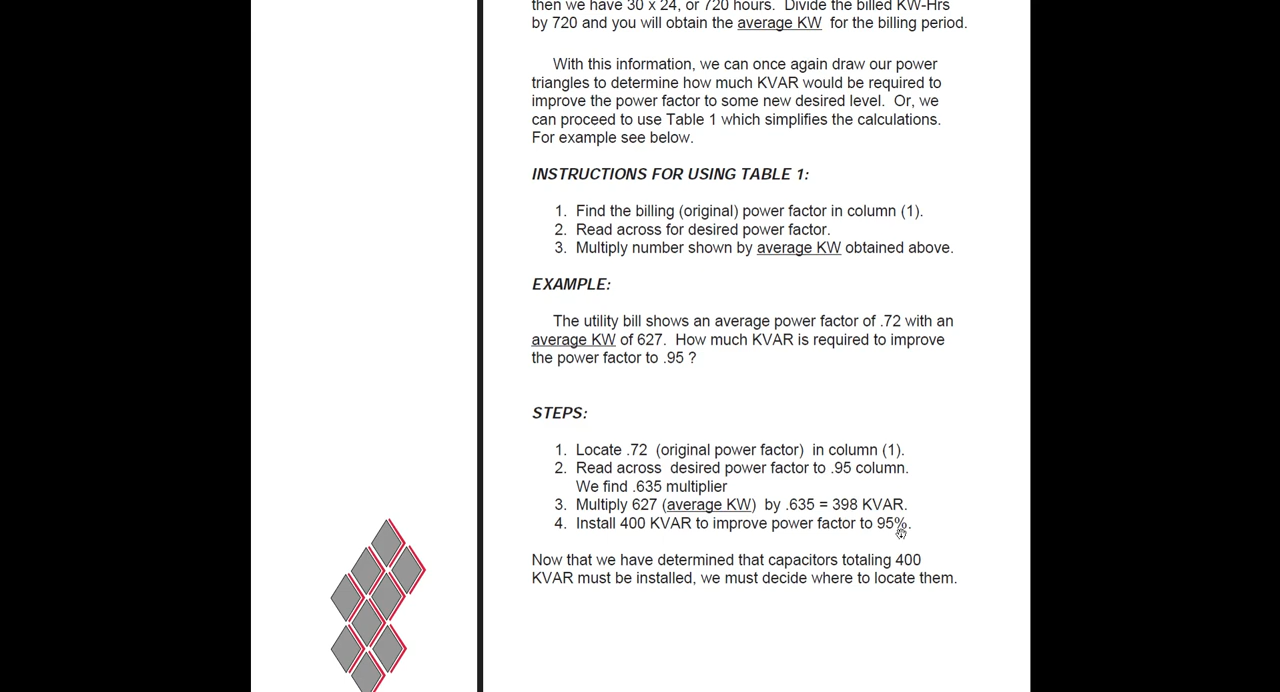 then we have 30 x 24, or 720 hours. Divide the billed KW-Hrs
by 720 and you will obtain the average KW for the billing period.
With this information, we can once again draw our power
triangles to determine how much KVAR would be required to
improve the power factor to some new desired level. Or, we
can proceed to use Table 1 which simplifies the calculations.
For example see below.
INSTRUCTIONS FOR USING TABLE 1:
1. Find the billing (original) power factor in column (1).
2. Read across for desired power factor.
3. Multiply number shown by average KW obtained above.
EXAMPLE:
The utility bill shows an average power factor of .72 with an
average KW of 627. How much KVAR is required to improve
the power factor to .95 ?
STEPS:
1. Locate .72 (original power factor) in column (1).
2. Read across desired power factor to .95 column.
We find .635 multiplier
3. Multiply 627 (average KW) by .635 = 398 KVAR.
4. Install 400 KVAR to improve power factor to 95%.
Now that we have determined that capacitors totaling 400
KVAR must be installed, we must decide where to locate them.